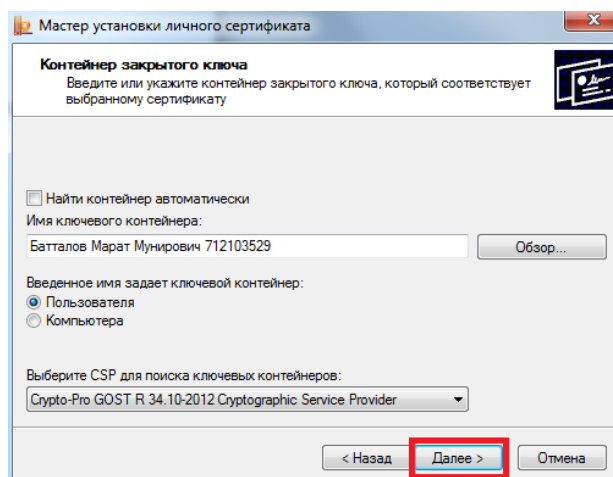 Мастер установки личного сертификата
Контейнер закрытого ключа
Введите или укажите контейнер закрытого ключа, который соответствует
выбранному сертификату
Найти контейнер автоматически
Имя ключевого контейнера:
Батталов Марат Мунирович 712103529
Обзор...
Введенное имя задает ключевой контейнер:
Пользователя
Компьютера
Выберите CSP для поиска ключевых контейнеров:
Crypto-Pro GOST R 34.10-2012 Cryptographic Service Provider
< Назад
Далее >
Отмена